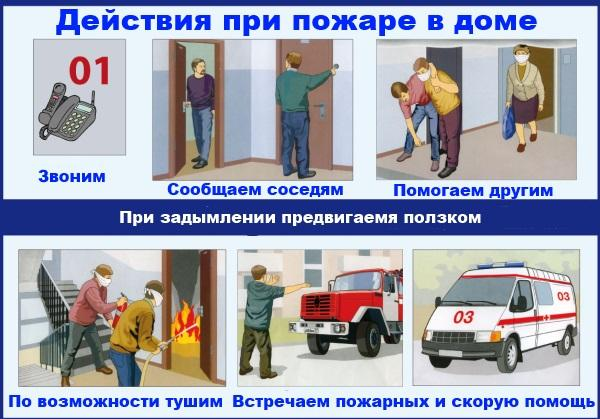 Действия при пожаре в доме
01
Звоним
Сообщаем соседям
Помогаем другим
При задымлении предвигаемя ползком
03
03
По возможности тушим
Встречаем пожарных и скорую помощь